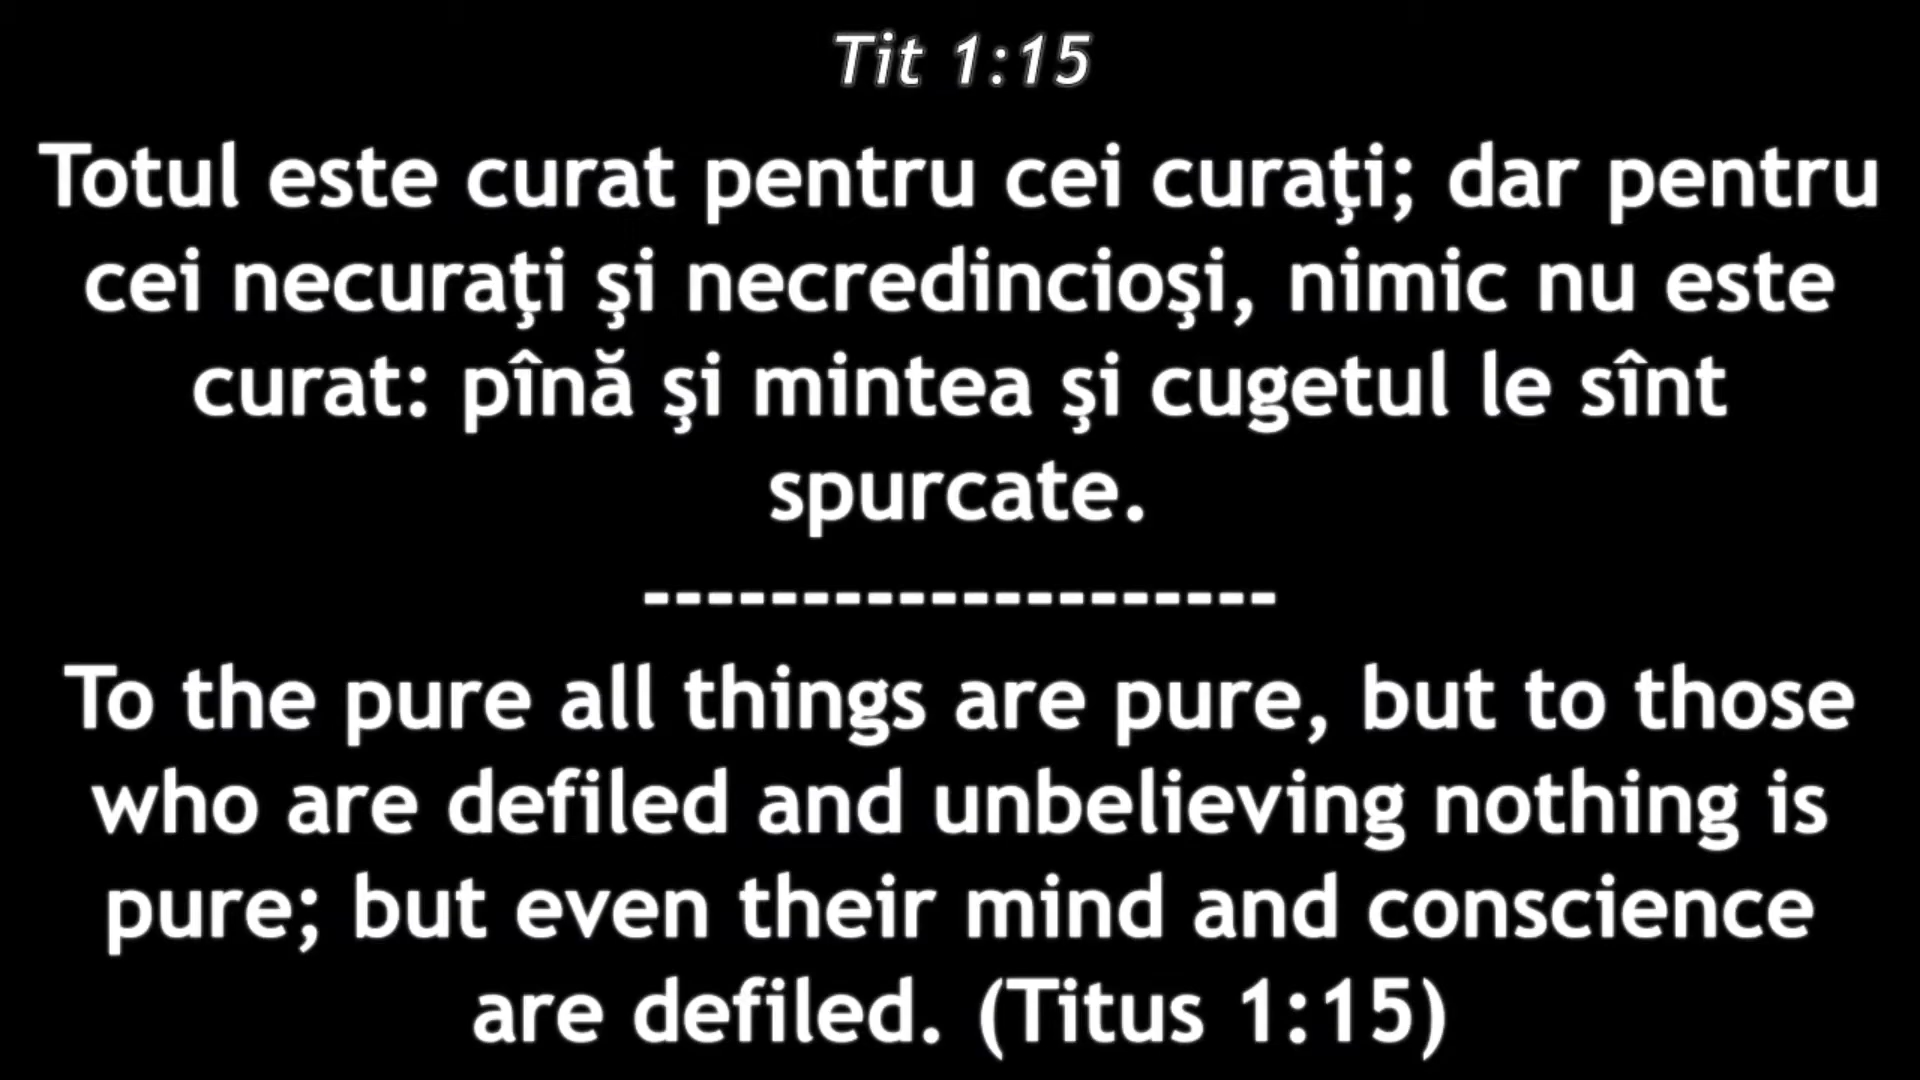 Tit 1:15
Totul este curat pentru cei curaţi; dar pentru
cei necuraţi şi necredincioşi, nimic nu este
curat: pînă şi mintea şi cugetul le sînt
spurcate.
--------------------
To the pure all things are pure, but to those
who are defiled and unbelieving nothing is
pure; but even their mind and conscience
are defiled. (Titus 1:15)